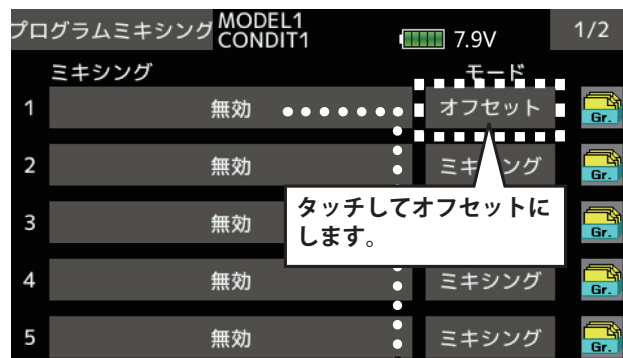 プログラムミキシング MODEL1 CONDIT1 7.9V 1/2
ミキシング モード
1 無効 オフセット Gr.
2 無効 ミキシング Gr.
タッチしてオフセットに
します。
3 無効 Gr.
4 無効 ミキシング Gr.
5 無効 ミキシング Gr.